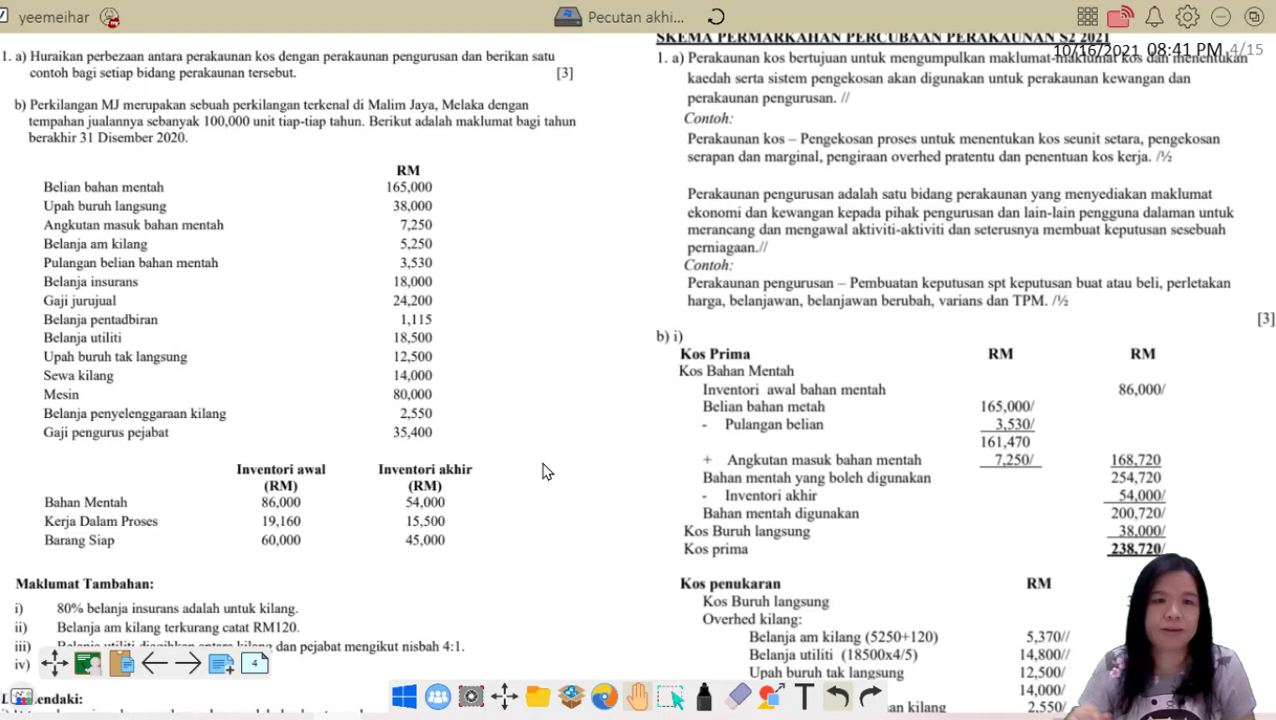 yeemeihar
Pecutan akhi...
10/16/2021 08:41 PM 4/15
1. a) Huraikan perbezaan antara perakaunan kos dengan perakaunan pengurusan dan berikan satu
contoh bagi setiap bidang perakaunan tersebut. [3]
b) Perkilangan MJ merupakan sebuah perkilangan terkenal di Malim Jaya, Melaka dengan
tempahan jualannya sebanyak 100,000 unit tiap-tiap tahun. Berikut adalah maklumat bagi tahun
berakhir 31 Disember 2020.
RM
Belian bahan mentah 165,000
Upah buruh langsung 38,000
Angkutan masuk bahan mentah 7,250
Belanja am kilang 5,250
Pulangan belian bahan mentah 3,530
Belanja insurans 18,000
Gaji jurujual 24,200
Belanja pentadbiran 1,115
Belanja utiliti 18,500
Upah buruh tak langsung 12,500
Sewa kilang 14,000
Mesin 80,000
Belanja penyelenggaraan kilang 2,550
Gaji pengurus pejabat 35,400
Inventori awal Inventori akhir
(RM) (RM)
Bahan Mentah 86,000 54,000
Kerja Dalam Proses 19,160 15,500
Barang Siap 60,000 45,000
Maklumat Tambahan:
i) 80% belanja insurans adalah untuk kilang.
ii) Belanja am kilang terkurang catat RM120.
iii) Belanja utiliti diagihkan antara kilang dan pejabat mengikut nisbah 4:1.
iv)
4
endaki:
SKEMA PERMARKAHAN PERCUBAAN PERAKAUNAN S2 2021
1. a) Perakaunan kos bertujuan untuk mengumpulkan maklumat-maklumat kos dan menentukan
kaedah serta sistem pengekosan akan digunakan untuk perakaunan kewangan dan
perakaunan pengurusan. //
Contoh:
Perakaunan kos – Pengekosan proses untuk menentukan kos seunit setara, pengekosan
serapan dan marginal, pengiraan overhed pratentu dan penentuan kos kerja. /½
Perakaunan pengurusan adalah satu bidang perakaunan yang menyediakan maklumat
ekonomi dan kewangan kepada pihak pengurusan dan lain-lain pengguna dalaman untuk
merancang dan mengawal aktiviti-aktiviti dan seterusnya membuat keputusan sesebuah
perniagaan.//
Contoh:
Perakaunan pengurusan – Pembuatan keputusan spt keputusan buat atau beli, perletakan
harga, belanjawan, belanjawan berubah, varians dan TPM. /½
[3]
b) i)
Kos Prima RM RM
Kos Bahan Mentah
Inventori awal bahan mentah 86,000/
Belian bahan metah 165,000/
- Pulangan belian 3,530/
161,470
+ Angkutan masuk bahan mentah 7,250/ 168,720
Bahan mentah yang boleh digunakan 254,720
- Inventori akhir 54,000/
Bahan mentah digunakan 200,720/
Kos Buruh langsung 38,000/
Kos prima 238,720/
Kos penukaran RM
Kos Buruh langsung
Overhed kilang:
Belanja am kilang (5250+120) 5,370//
Belanja utiliti (18500x4/5) 14,800//
Upah buruh tak langsung 12,500/
14,000/
an kilang 2,550/